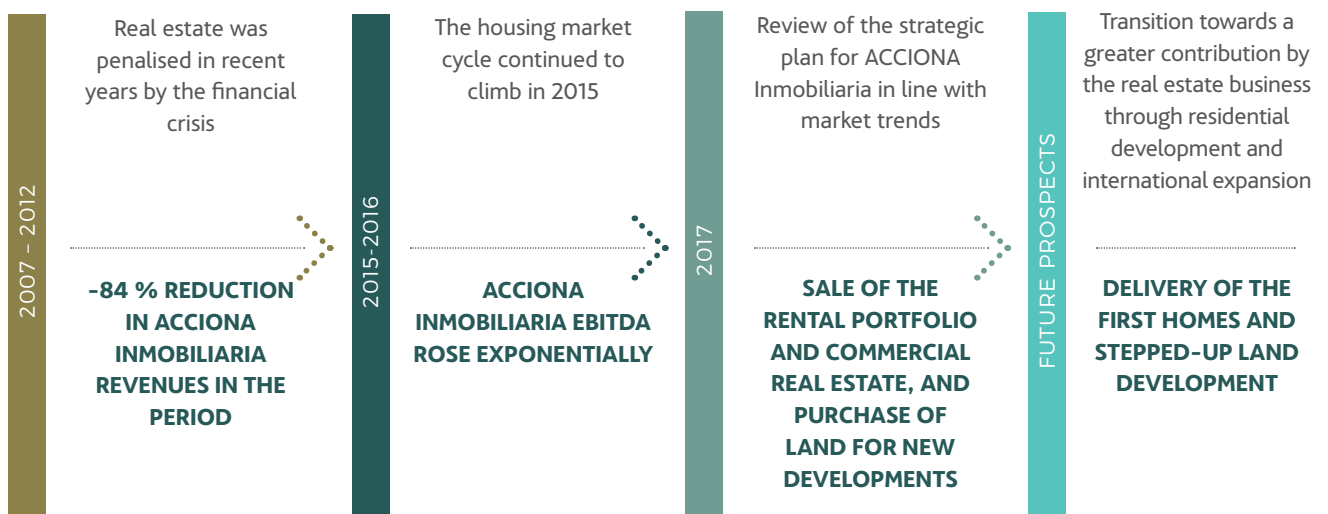 2007 - 2012
Real estate was
penalised in recent
years by the financial
crisis
-84 % REDUCTION
IN ACCIONA
INMOBILIARIA
REVENUES IN THE
PERIOD
2015-2016
The housing market
cycle continued to
climb in 2015
ACCIONA
INMOBILIARIA EBITDA
ROSE EXPONENTIALLY
2017
Review of the strategic
plan for ACCIONA
Inmobiliaria in line with
market trends
SALE OF THE
RENTAL PORTFOLIO
AND COMMERCIAL
REAL ESTATE, AND
PURCHASE OF
LAND FOR NEW
DEVELOPMENTS
FUTURE PROSPECTS
Transition towards a
greater contribution by
the real estate business
through residential
development and
international expansion
DELIVERY OF THE
FIRST HOMES AND
STEPPED-UP LAND
DEVELOPMENT